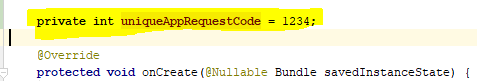 private int uniqueAppRequestCode = 1234;
@Override
protected void onCreate(@Nullable Bundle savedInstanceState) {